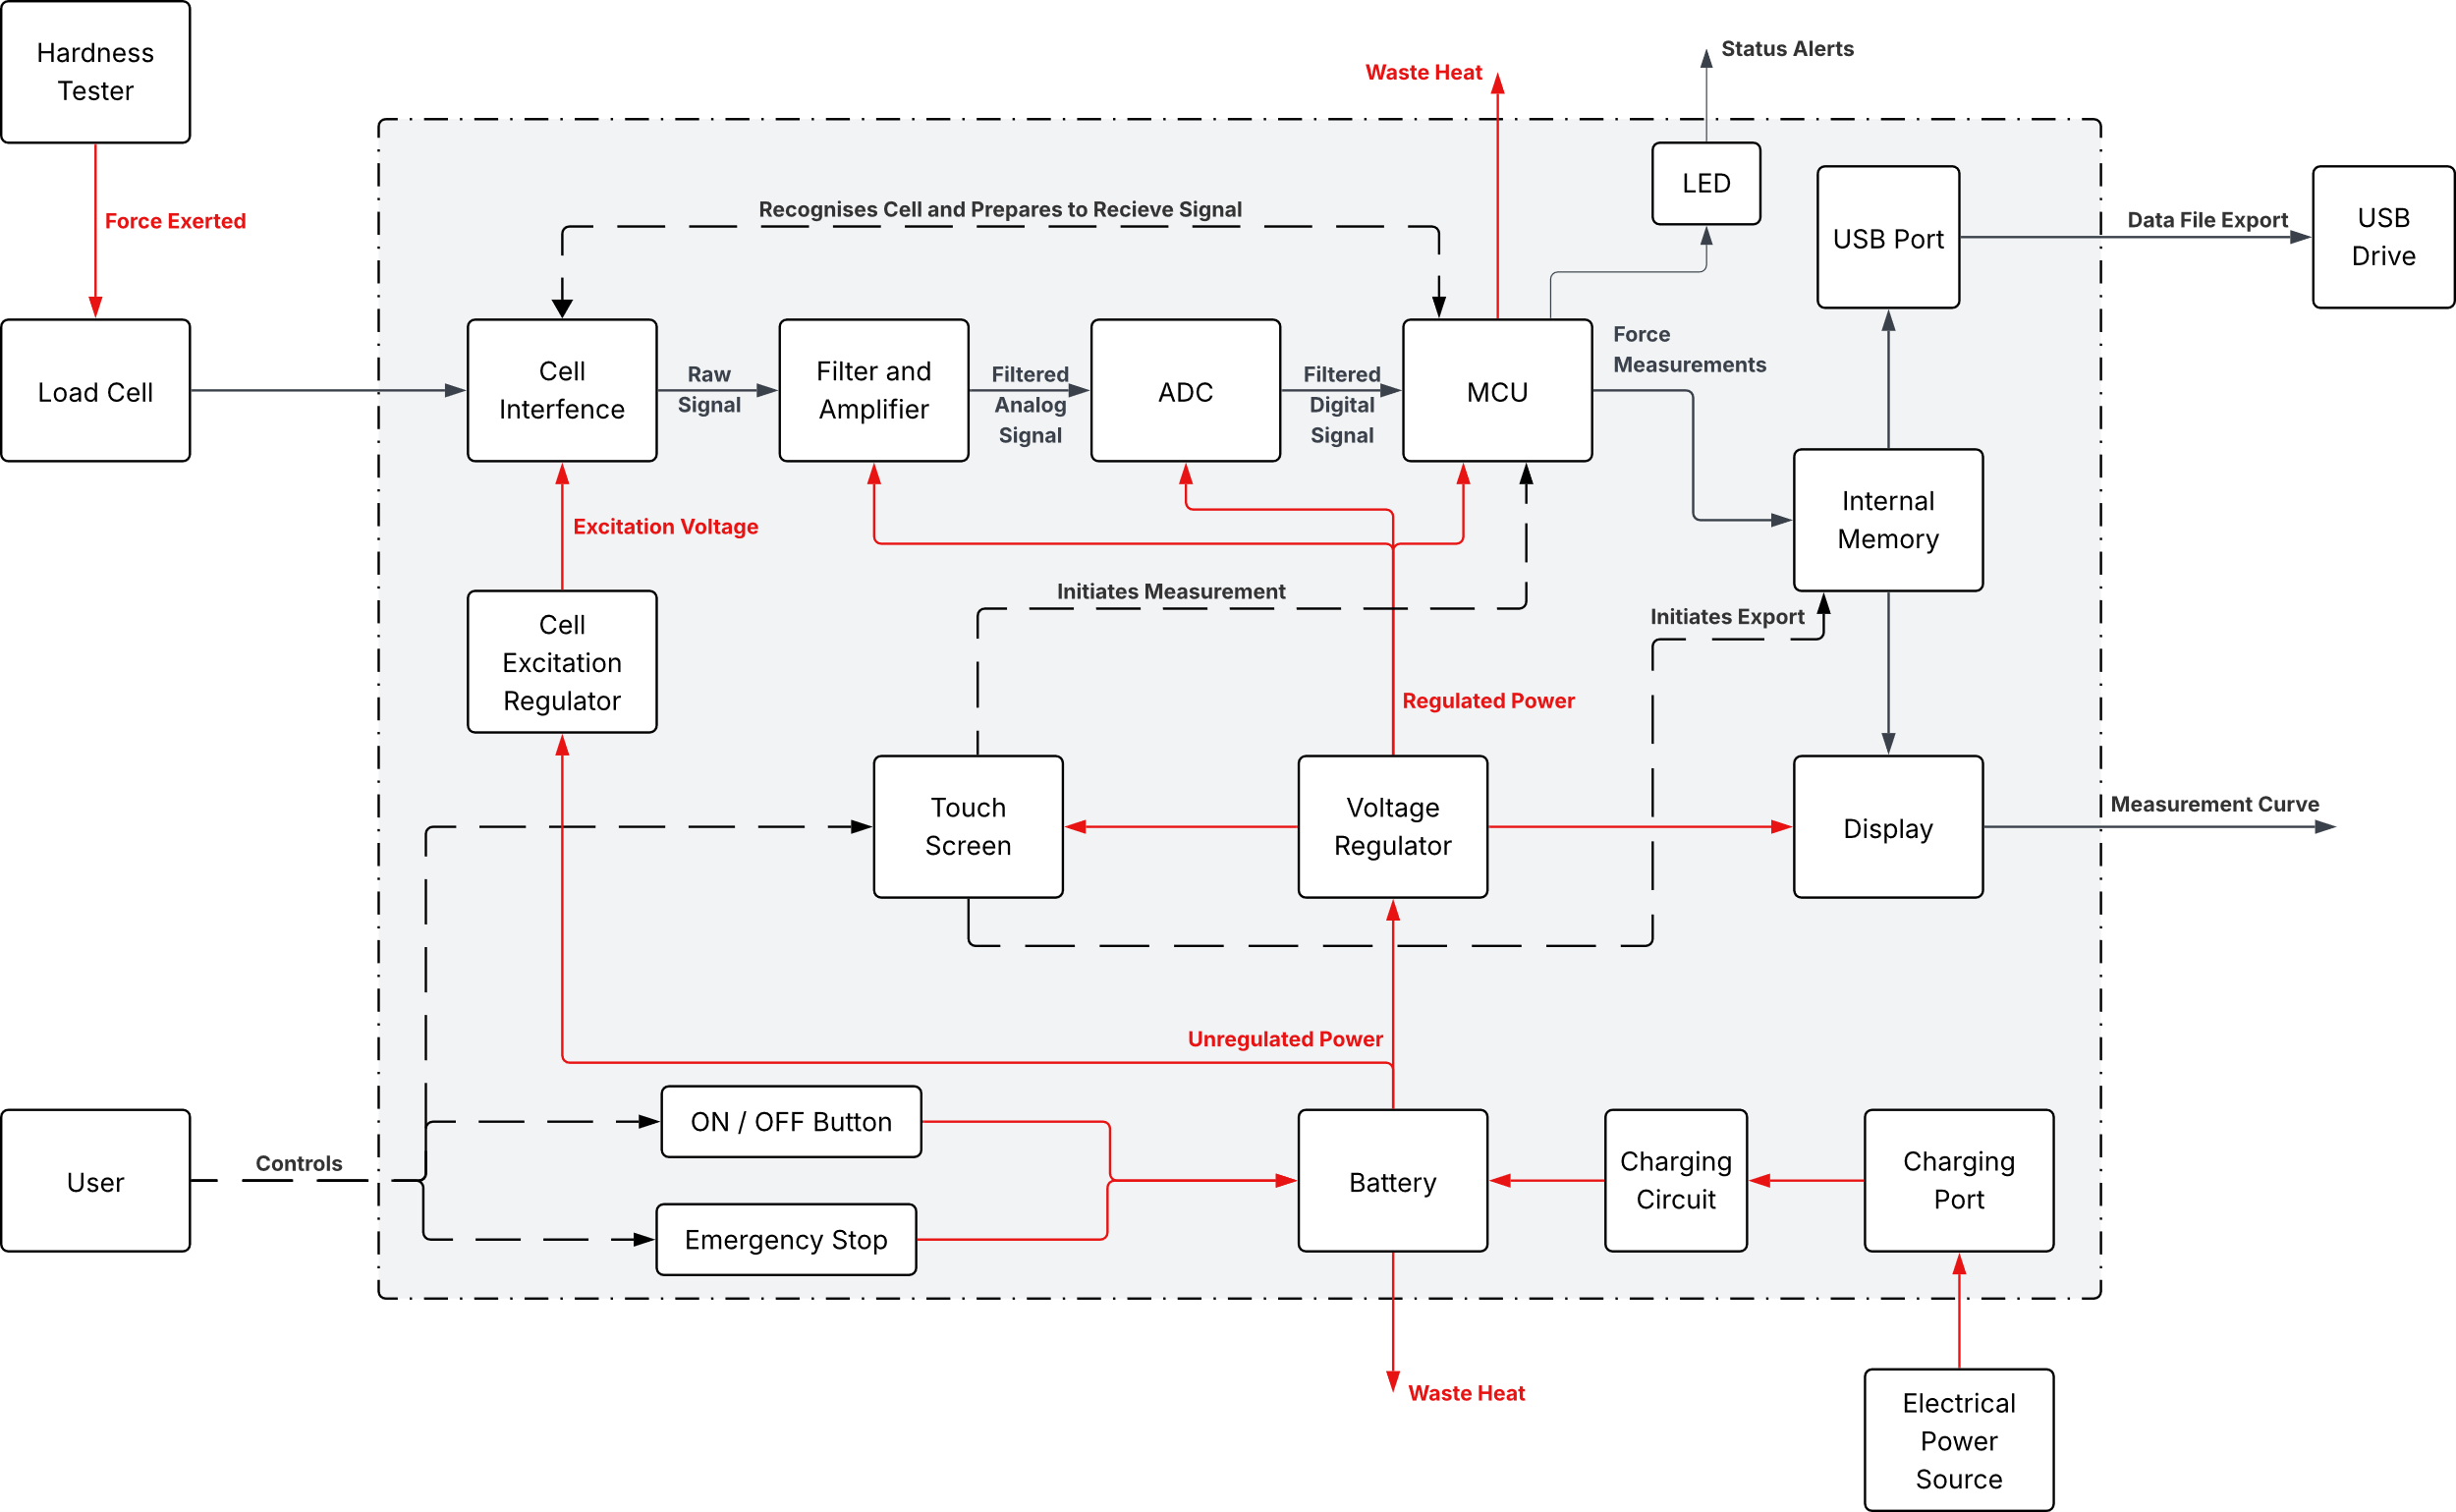 Hardness
Tester
Status Alerts
Waste Heat
LED
Force Exerted
Recognises Cell and Prepares to Recieve Signal
USB Port
Data File Export
USB
Drive
Load Cell
Cell
Interfence
Raw
Signal
Filter and
Amplifier
Filtered
Analog
Signal
ADC
Filtered
Digital
Signal
MCU
Force
Measurements
Internal
Memory
Excitation Voltage
Initiates Measurement
Initiates Export
Cell
Excitation
Regulator
Regulated Power
Touch
Screen
Voltage
Regulator
Display
Measurement Curve
Unregulated Power
User
Controls
ON / OFF Button
Emergency Stop
Battery
Charging
Circuit
Charging
Port
Waste Heat
Electrical
Power
Source